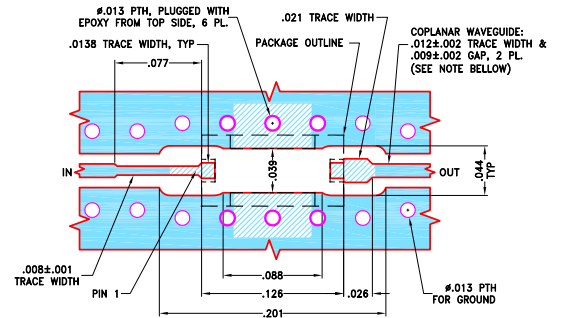 Ø.013 PTH, PLUGGED WITH
EPOXY FROM TOP SIDE, 6 PL.
.021 TRACE WIDTH
.0138 TRACE WIDTH, TYP
PACKAGE OUTLINE
COPLANAR WAVEGUIDE:
.012±.002 TRACE WIDTH &
.009±.002 GAP, 2 PL.
(SEE NOTE BELLOW)
.077
IN
OUT
.039
.044
TYP
.008±.001
TRACE WIDTH
PIN 1
.088
.126
.026
.201
Ø.013 PTH
FOR GROUND